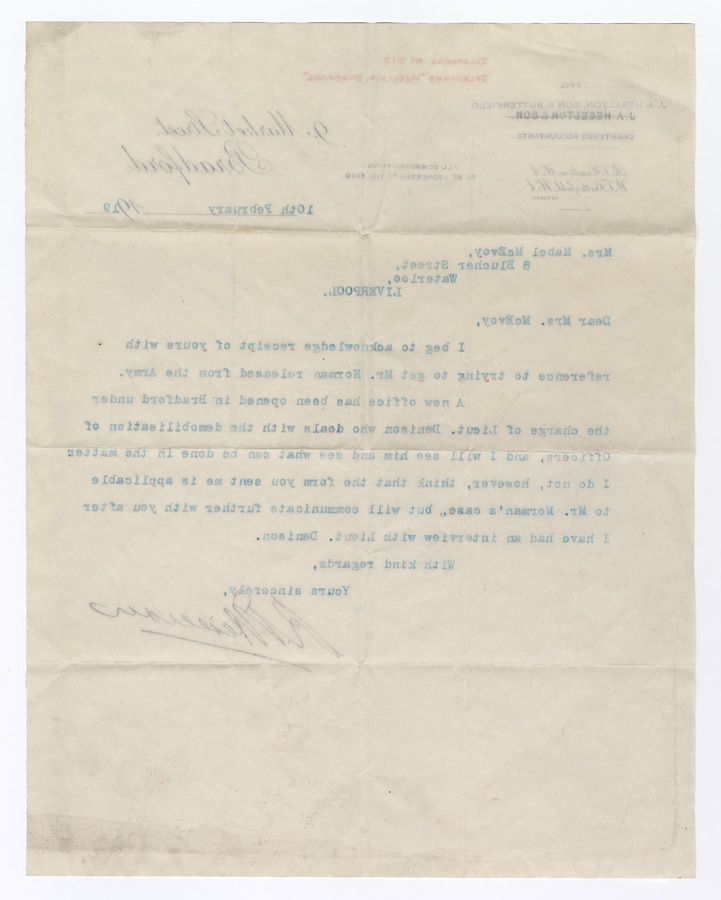 TELEPHONE No
TELEGRAMS "HESELTON, BRADFORD."
J. A. HESELTON, SON & BUTTERFIELD
J. A. HESELTON & SON.
CHARTERED ACCOUNTANTS.
ALL COMMUNICATIONS
TO BE ADDRESSED TO THE FIRM
9, Market Street
Bradford
10th February 1919
Mrs. Mabel McEvoy,
8 Blucher Street,
Waterloo,
LIVERPOOL.
Dear Mrs. McEvoy,
I beg to acknowledge receipt of yours with
reference to trying to get Mr. Norman released from the Army.
A new office has been opened in Bradford under
the charge of Lieut. Denison who deals with the demobilisation of
Officers, and I will see him and see what can be done in the matter
I do not, however, think that the form you sent me is applicable
to Mr. Norman's case,, but will communicate further with you after
I have had an interview with Lieut. Denison.
With kind regards,
Yours sincerely,